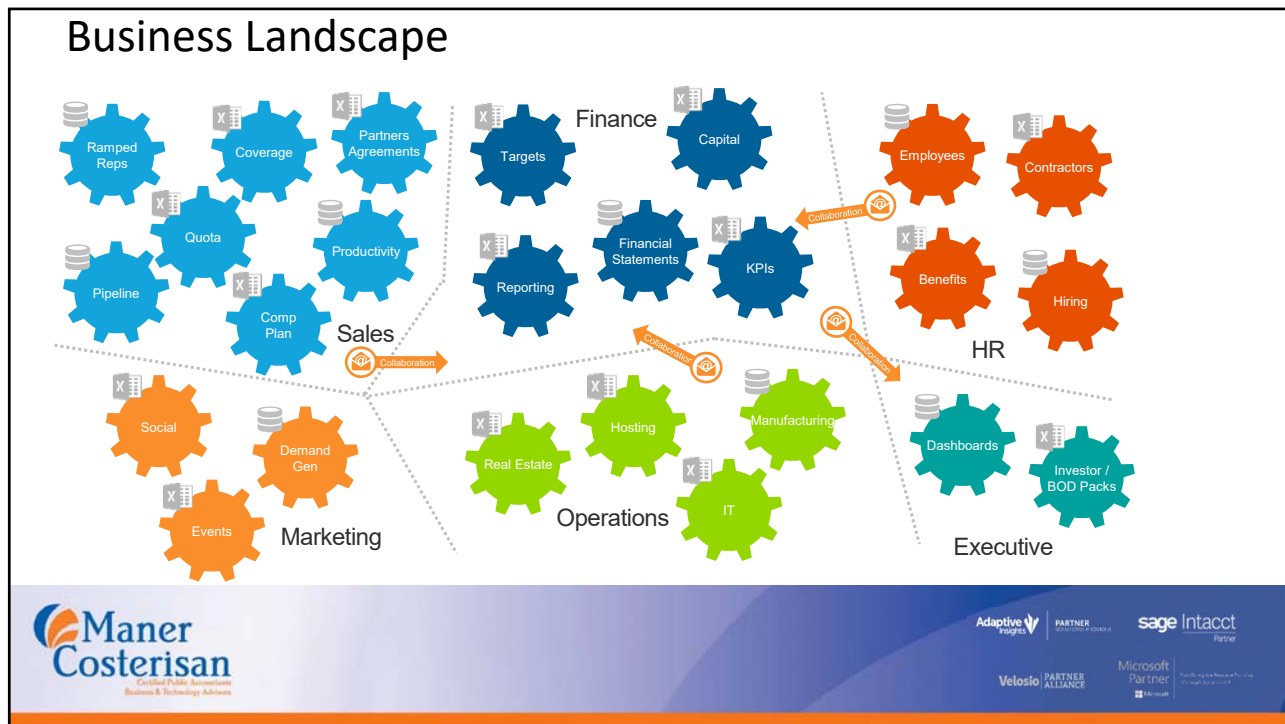 Business Landscape
Ramped
Reps
Coverage
Partners
Agreements
Quota
Productivity
Pipeline
Comp
Plan
Sales
Collaboration
Finance
Targets
Capital
Reporting
Financial
Statements
KPIs
Collaboration
Employees
Contractors
Benefits
Hiring
HR
Collaboration
Collaboration
Social
Demand
Gen
Events
Marketing
Real Estate
Hosting
Manufacturing
IT
Operations
Dashboards
Investor /
BOD Packs
Executive
Maner
Costerisan
Certified Public Accountants
Business & Technology Advisors
Adaptive
Insights
PARTNER
sage Intacct
Partner
Velosio PARTNER
ALLIANCE
Microsoft
Partner
Microsoft